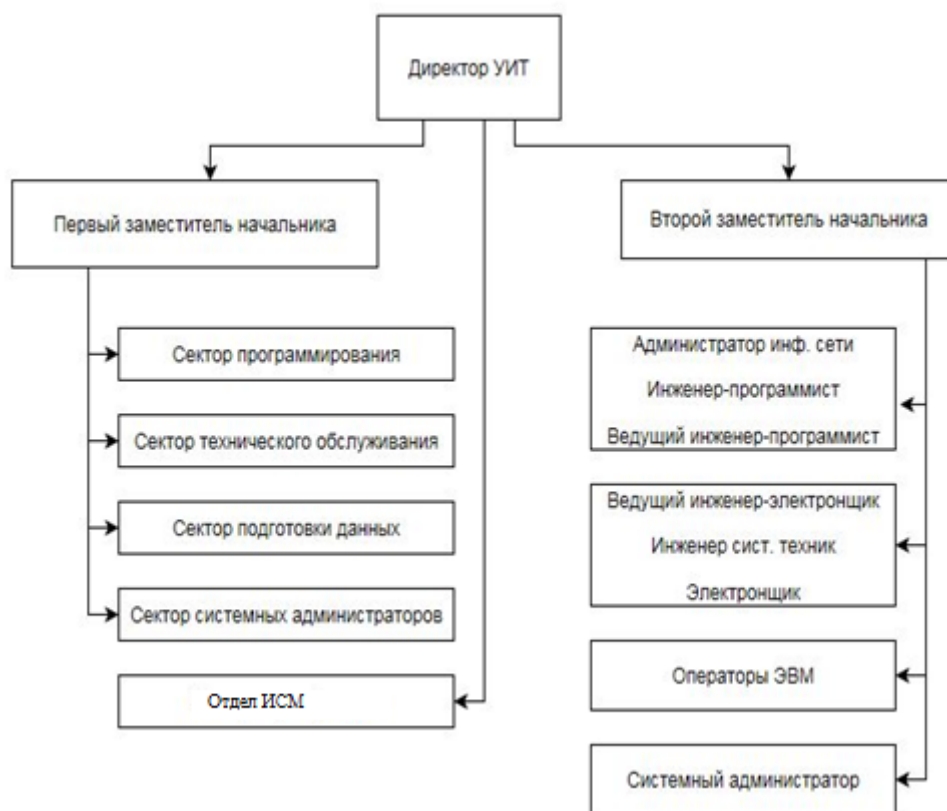 Директор УИТ
Первый заместитель начальника
Второй заместитель начальника
Сектор программирования
Сектор технического обслуживания
Сектор подготовки данных
Сектор системных администраторов
Отдел ИСМ
Администратор инф. сети
Инженер-программист
Ведущий инженер-программист
Ведущий инженер-электронщик
Инженер сист. техник
Электронщик
Операторы ЭВМ
Системный администратор